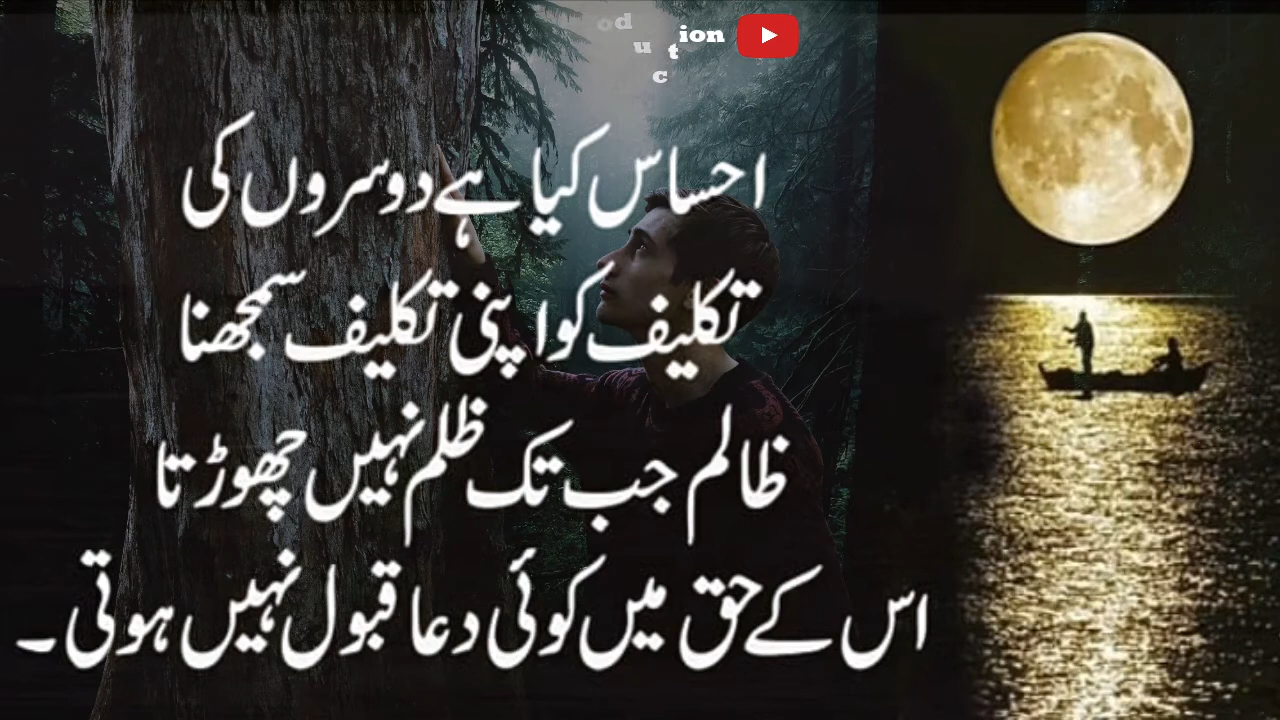 oduction
احساس کیا ہے دوسروں کی
تکلیف کو اپنی تکلیف سمجھنا
ظالم جب تک ظلم نہیں چھوڑتا
اس کے حق میں کوئی دعا قبول نہیں ہوتی۔